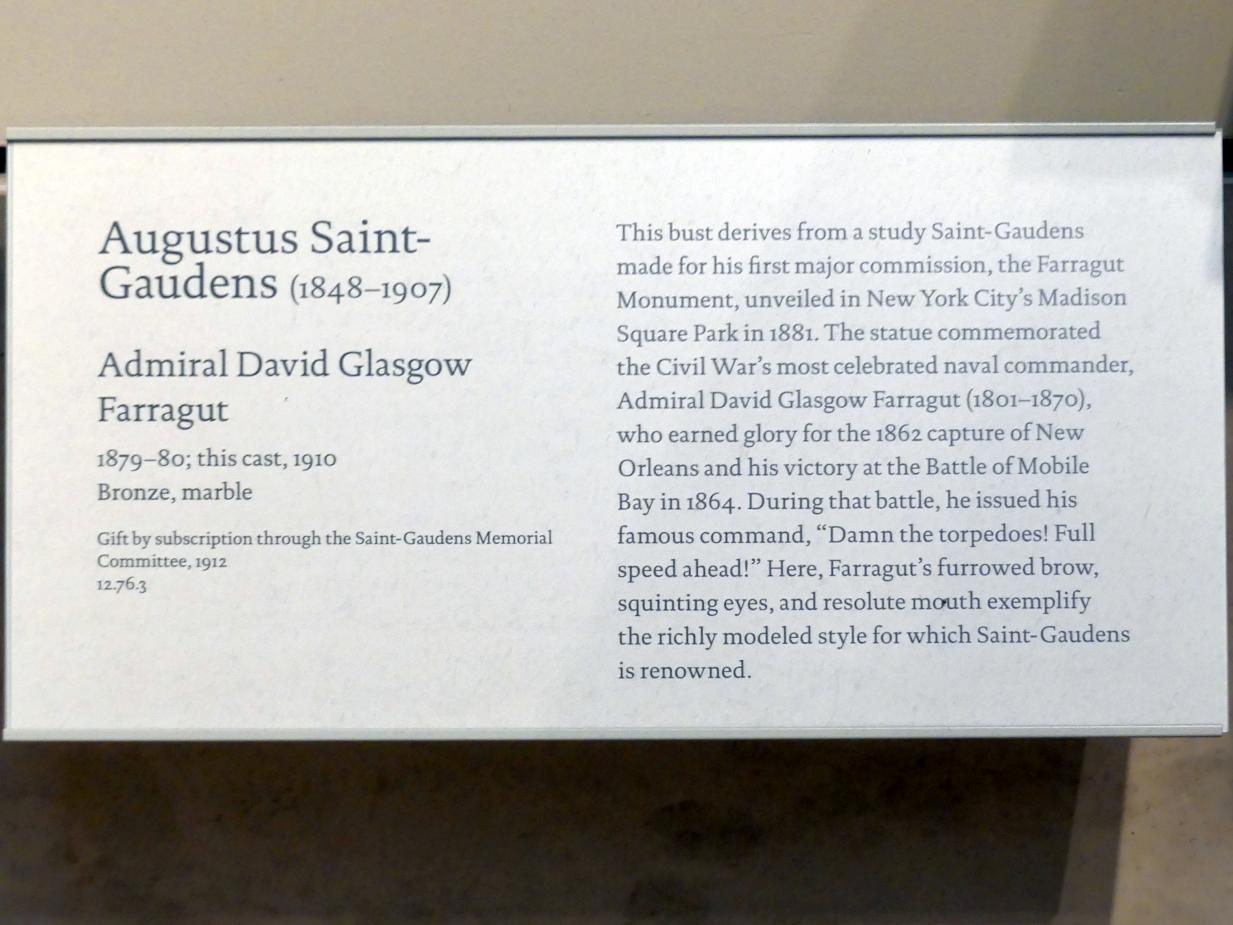 Augustus Saint-
Gaudens (1848–1907)
Admiral David Glasgow
Farragut
1879–80; this cast, 1910
Bronze, marble
Gift by subscription through the Saint-Gaudens Memorial
Committee, 1912
12.76.3
This bust derives from a study Saint-Gaudens
made for his first major commission, the Farragut
Monument, unveiled in New York City’s Madison
Square Park in 1881. The statue commemorated
the Civil War’s most celebrated naval commander,
Admiral David Glasgow Farragut (1801–1870),
who earned glory for the 1862 capture of New
Orleans and his victory at the Battle of Mobile
Bay in 1864. During that battle, he issued his
famous command, “Damn the torpedoes! Full
speed ahead!” Here, Farragut’s furrowed brow,
squinting eyes, and resolute mouth exemplify
the richly modeled style for which Saint-Gaudens
is renowned.